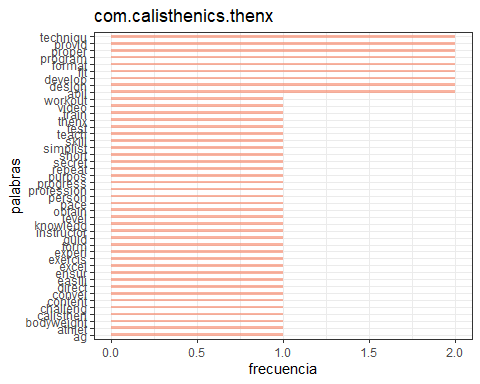 com.calisthenics.thenx
palabras
techniqu
provid
proper
program
format
fit
develop
design
abil
workout
video
train
thenx
test
teach
skill
simplist
short
secret
repeat
purpos
progress
profession
person
pace
obtain
level
knowledg
instructor
guid
form
expert
exercis
excel
ensur
easili
direct
convei
content
challeng
calisthen
bodyweight
athlet
ag
0.0 0.5 1.0 1.5 2.0
frecuencia